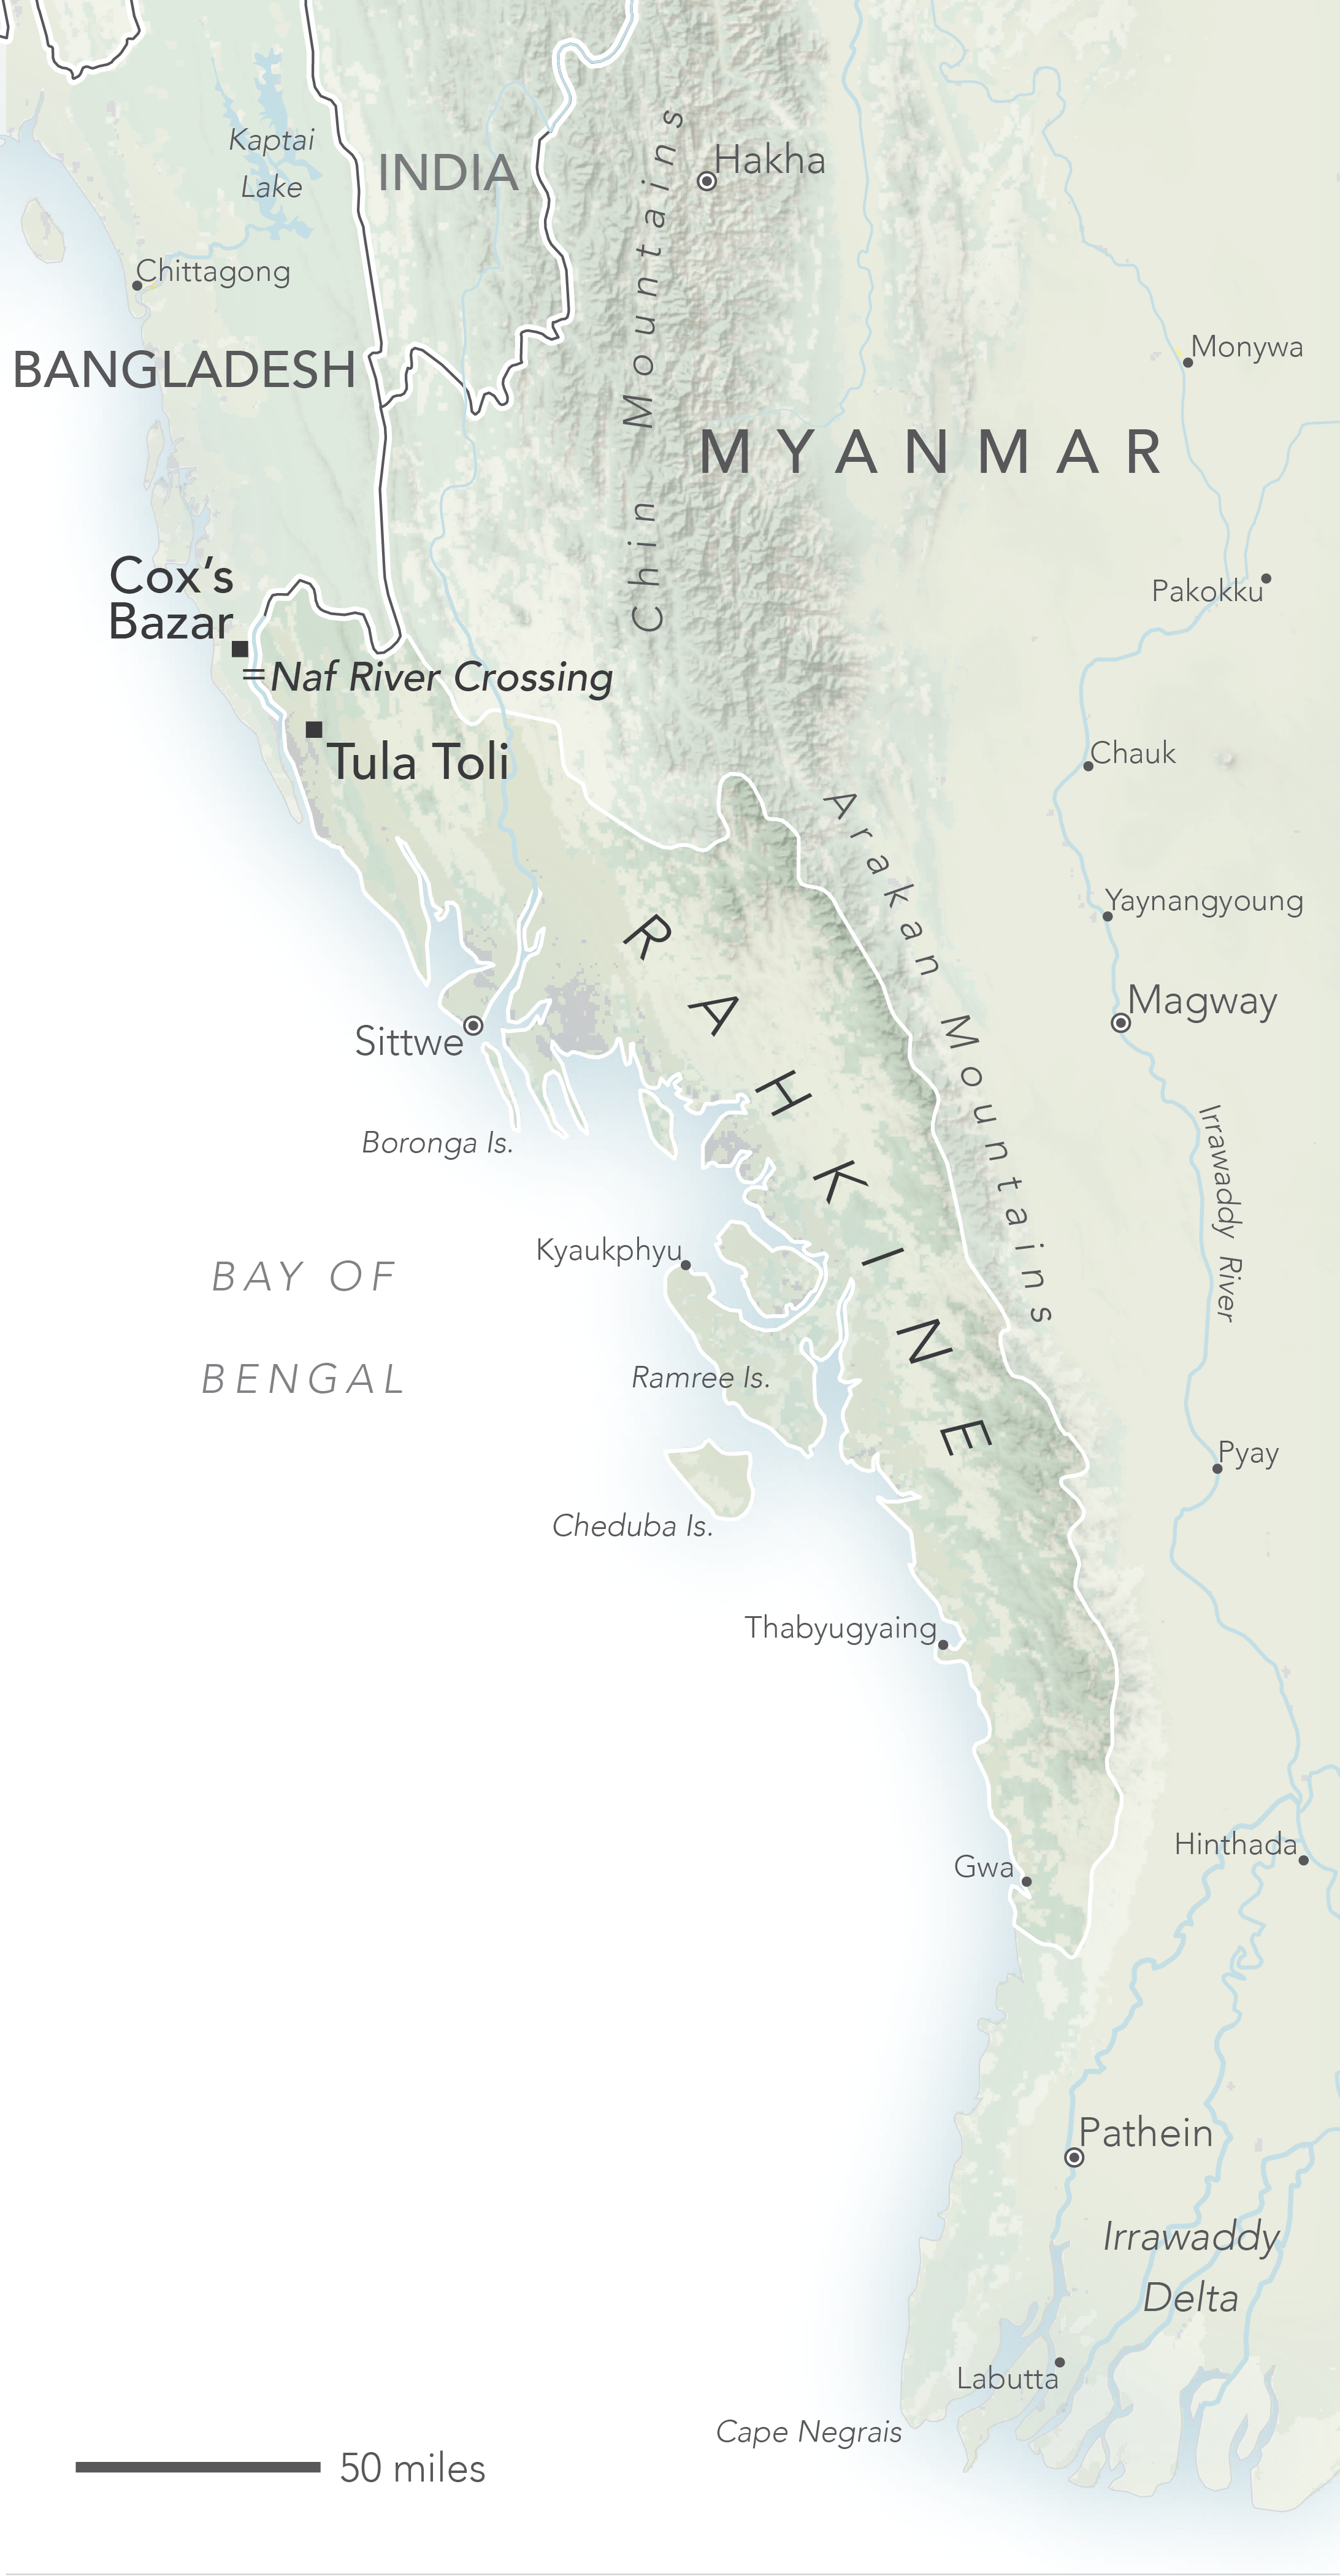 Kaptai
Lake
INDIA
Hakha
Chin Mountains
Chittagong
BANGLADESH
Monywa
MYANMAR
Cox’s
Bazar
Pakokku
Naf River Crossing
Tula Toli
Chauk
Arakan Mountains
Yaynangyoung
RAKHINE
Magway
Sittwe
Boronga Is.
Irrawaddy River
Kyaukphyu
BAY OF
BENGAL
Ramree Is.
Pyay
Cheduba Is.
Thabyugyaing
Hinthada
Gwa
Pathein
Irrawaddy
Delta
Labutta
Cape Negrais
50 miles